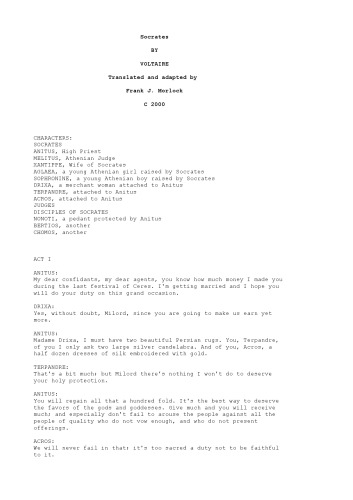 Socrates
BY
VOLTAIRE
Translated and adapted by
Frank J. Morlock
C 2000
CHARACTERS:
SOCRATES
ANITUS, High Priest
MELITUS, Athenian Judge
XANTIPPE, Wife of Socrates
AGLAEA, a young Athenian girl raised by Socrates
SOPHRONINE, a young Athenian boy raised by Socrates
DRIXA, a merchant woman attached to Anitus
TERPANDRE, attached to Anitus
ACROS, attached to Anitus
JUDGES
DISCIPLES OF SOCRATES
NONOTI, a pedant protected by Anitus
BERTIOS, another
CHOMOS, another
ACT I
ANITUS:
My dear confidants, my dear agents, you know how much money I made you
during the last festival of Ceres. I'm getting married and I hope you
will do your duty on this grand occasion.
DRIXA:
Yes, without doubt, Milord, since you are going to make us earn yet
more.
ANITUS:
Madame Drixa, I must have two beautiful Persian rugs. You, Terpandre,
of you I only ask two large silver candelabra. And of you, Acros, a
half dozen dresses of silk embroidered with gold.
TERPANDRE:
That's a bit much; but Milord there's nothing I won't do to deserve
your holy protection.
ANITUS:
You will regain all that a hundred fold. It's the best way to deserve
the favors of the gods and goddesses. Give much and you will receive
much; and especially don't fail to arouse the people against all the
people of quality who do not vow enough, and who do not present
offerings.
ACROS:
We will never fail in that; it's too sacred a duty not to be faithful
to it.